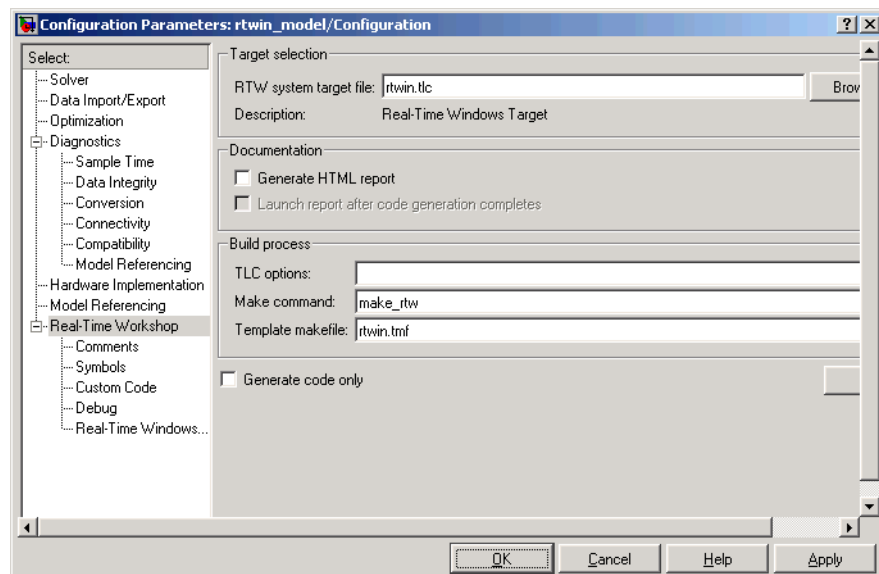 Configuration Parameters: rtwin_model/Configuration
Select:
Solver
Data Import/Export
Optimization
Diagnostics
Sample Time
Data Integrity
Conversion
Connectivity
Compatibility
Model Referencing
Hardware Implementation
Model Referencing
Real-Time Workshop
Comments
Symbols
Custom Code
Debug
Real-Time Windows...
Target selection
RTW system target file: rtwin.tlc Brow
Description: Real-Time Windows Target
Documentation
Generate HTML report
Launch report after code generation completes
Build process
TLC options:
Make command: make_rtw
Template makefile: rtwin.tmf
Generate code only
OK Cancel Help Apply